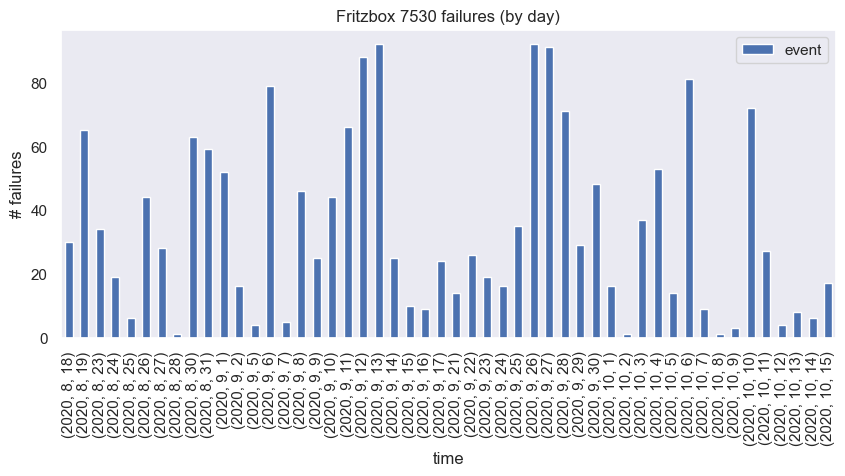 Fritzbox 7530 failures (by day)
event
# failures
80
60
40
20
0
(2020, 8, 18)
(2020, 8, 19)
(2020, 8, 23)
(2020, 8, 24)
(2020, 8, 25)
(2020, 8, 26)
(2020, 8, 27)
(2020, 8, 28)
(2020, 8, 30)
(2020, 8, 31)
(2020, 9, 1)
(2020, 9, 2)
(2020, 9, 5)
(2020, 9, 6)
(2020, 9, 7)
(2020, 9, 8)
(2020, 9, 9)
(2020, 9, 10)
(2020, 9, 11)
(2020, 9, 12)
(2020, 9, 13)
(2020, 9, 14)
(2020, 9, 15)
(2020, 9, 16)
(2020, 9, 17)
(2020, 9, 21)
(2020, 9, 22)
(2020, 9, 23)
(2020, 9, 24)
(2020, 9, 25)
(2020, 9, 26)
(2020, 9, 27)
(2020, 9, 28)
(2020, 9, 29)
(2020, 9, 30)
(2020, 10, 1)
(2020, 10, 2)
(2020, 10, 3)
(2020, 10, 4)
(2020, 10, 5)
(2020, 10, 6)
(2020, 10, 7)
(2020, 10, 8)
(2020, 10, 9)
(2020, 10, 10)
(2020, 10, 11)
(2020, 10, 12)
(2020, 10, 13)
(2020, 10, 14)
(2020, 10, 15)
time